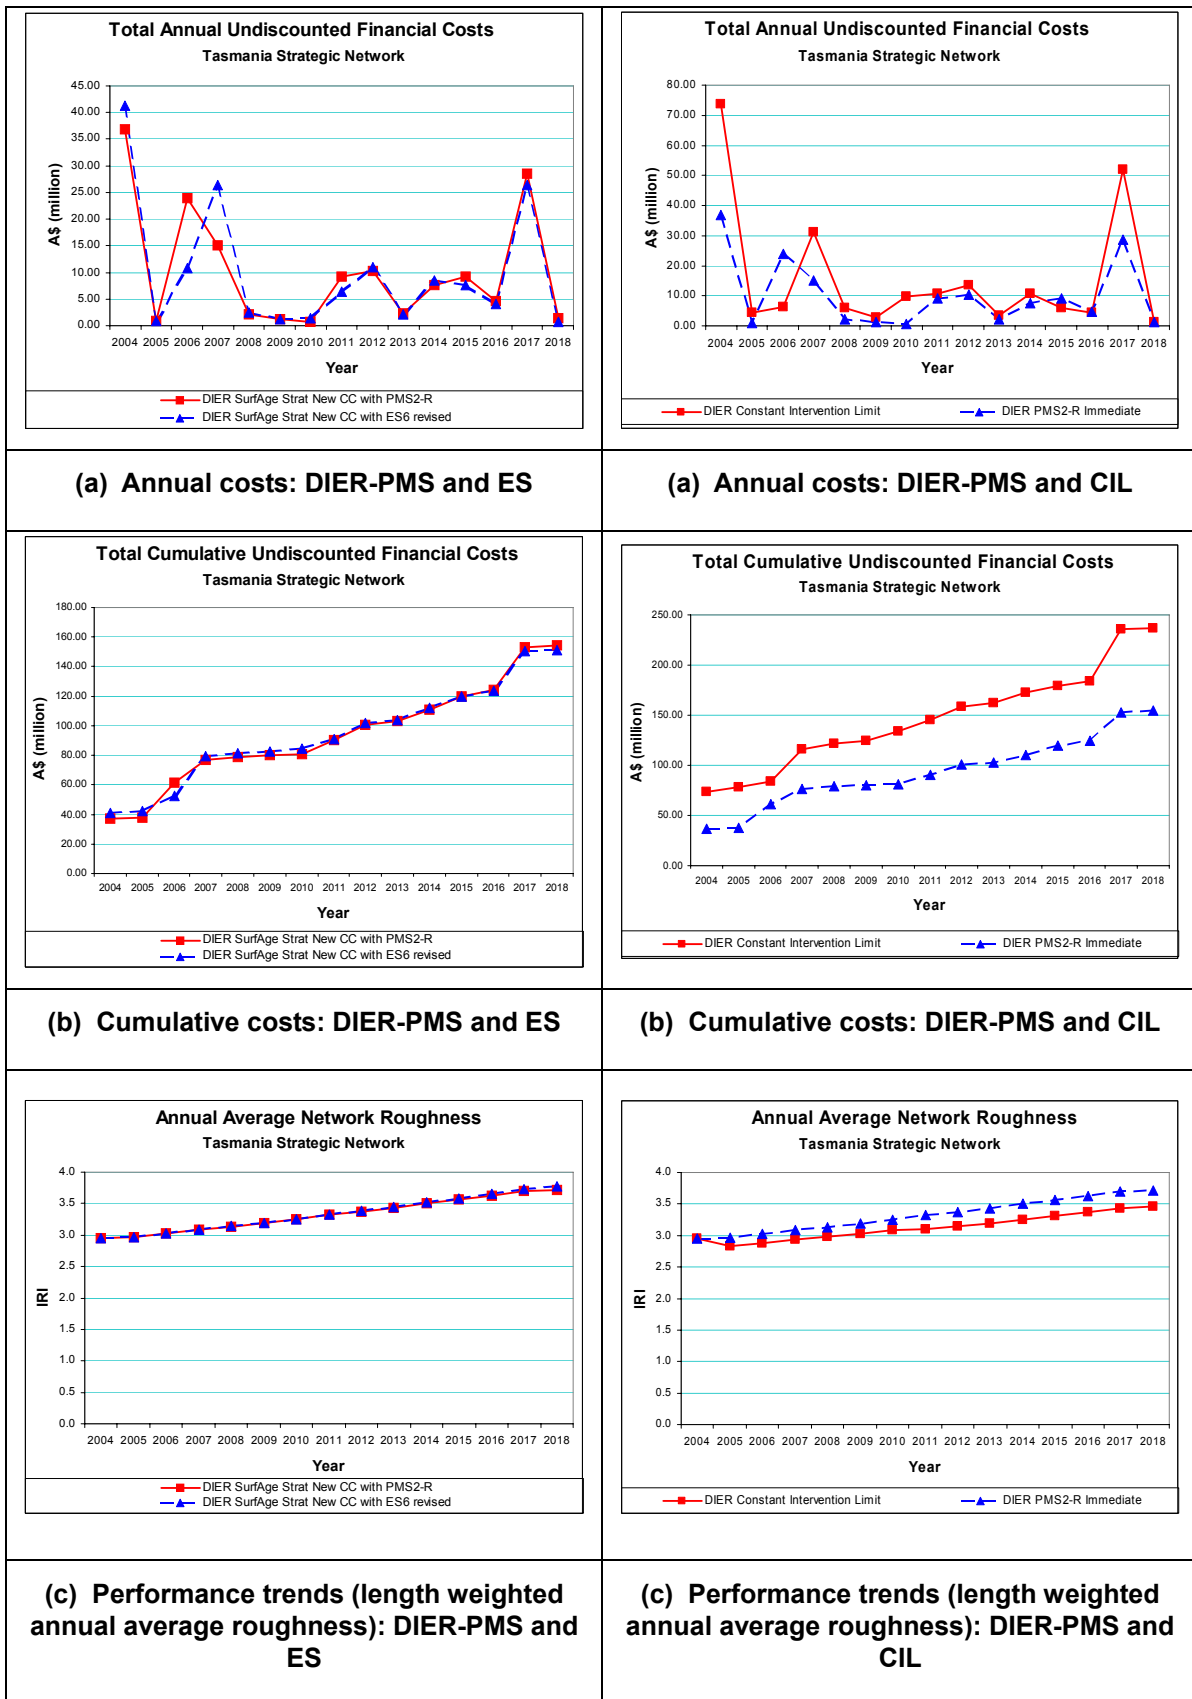 Total Annual Undiscounted Financial Costs
Tasmania Strategic Network
45.00
40.00
35.00
30.00
25.00
20.00
15.00
10.00
5.00
0.00
A$ (million)
2004 2005 2006 2007 2008 2009 2010 2011 2012 2013 2014 2015 2016 2017 2018
Year
DIER SurfAge Strat New CC with PMS2-R
DIER SurfAge Strat New CC with ES6 revised
Total Annual Undiscounted Financial Costs
Tasmania Strategic Network
80.00
70.00
60.00
50.00
40.00
30.00
20.00
10.00
0.00
A$ (million)
2004 2005 2006 2007 2008 2009 2010 2011 2012 2013 2014 2015 2016 2017 2018
Year
DIER Constant Intervention Limit DIER PMS2-R Immediate
(a) Annual costs: DIER-PMS and ES
(a) Annual costs: DIER-PMS and CIL
Total Cumulative Undiscounted Financial Costs
Tasmania Strategic Network
180.00
160.00
140.00
120.00
100.00
80.00
60.00
40.00
20.00
0.00
A$ (million)
2004 2005 2006 2007 2008 2009 2010 2011 2012 2013 2014 2015 2016 2017 2018
Year
DIER SurfAge Strat New CC with PMS2-R
DIER SurfAge Strat New CC with ES6 revised
Total Cumulative Undiscounted Financial Costs
Tasmania Strategic Network
250.00
200.00
150.00
100.00
50.00
0.00
A$ (million)
2004 2005 2006 2007 2008 2009 2010 2011 2012 2013 2014 2015 2016 2017 2018
Year
DIER Constant Intervention Limit DIER PMS2-R Immediate
(b) Cumulative costs: DIER-PMS and ES
(b) Cumulative costs: DIER-PMS and CIL
Annual Average Network Roughness
Tasmania Strategic Network
4.0
3.5
3.0
2.5
2.0
1.5
1.0
0.5
0.0
IRI
2004 2005 2006 2007 2008 2009 2010 2011 2012 2013 2014 2015 2016 2017 2018
Year
DIER SurfAge Strat New CC with PMS2-R
DIER SurfAge Strat New CC with ES6 revised
Annual Average Network Roughness
Tasmania Strategic Network
4.0
3.5
3.0
2.5
2.0
1.5
1.0
0.5
0.0
IRI
2004 2005 2006 2007 2008 2009 2010 2011 2012 2013 2014 2015 2016 2017 2018
Year
DIER Constant Intervention Limit DIER PMS2-R Immediate
(c) Performance trends (length weighted
annual average roughness): DIER-PMS and
ES
(c) Performance trends (length weighted
annual average roughness): DIER-PMS and
CIL